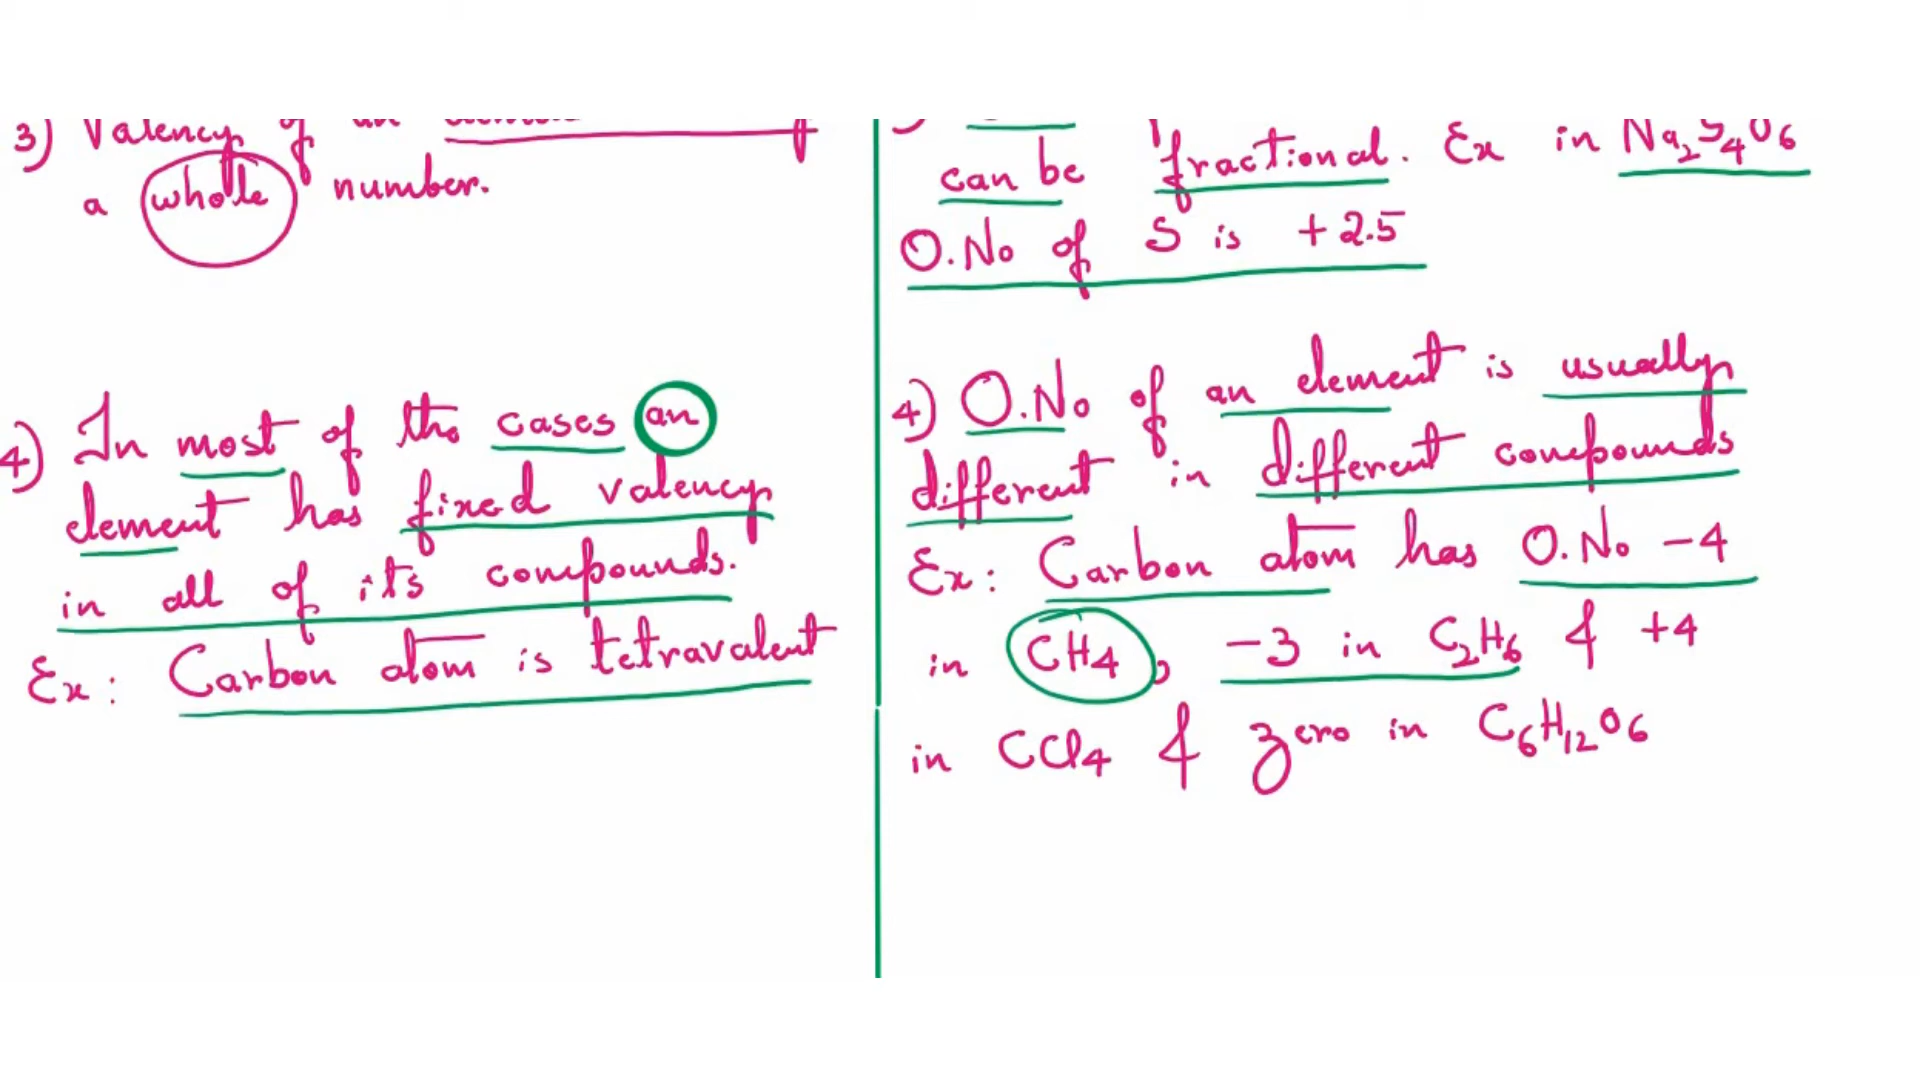 3) Valency of an
a whole number.
4) In most of the cases an
element has fixed valency
in all of its compounds.
Ex: Carbon atom is tetravalent
can be fractional. Ex in Na2S4O6
O.No of S is +2.5
4) O.No of an element is usually
different in different compounds
Ex: Carbon atom has O.No -4
in CH4, -3 in C2H6 & +4
in CCl4 & zero in C6H12O6